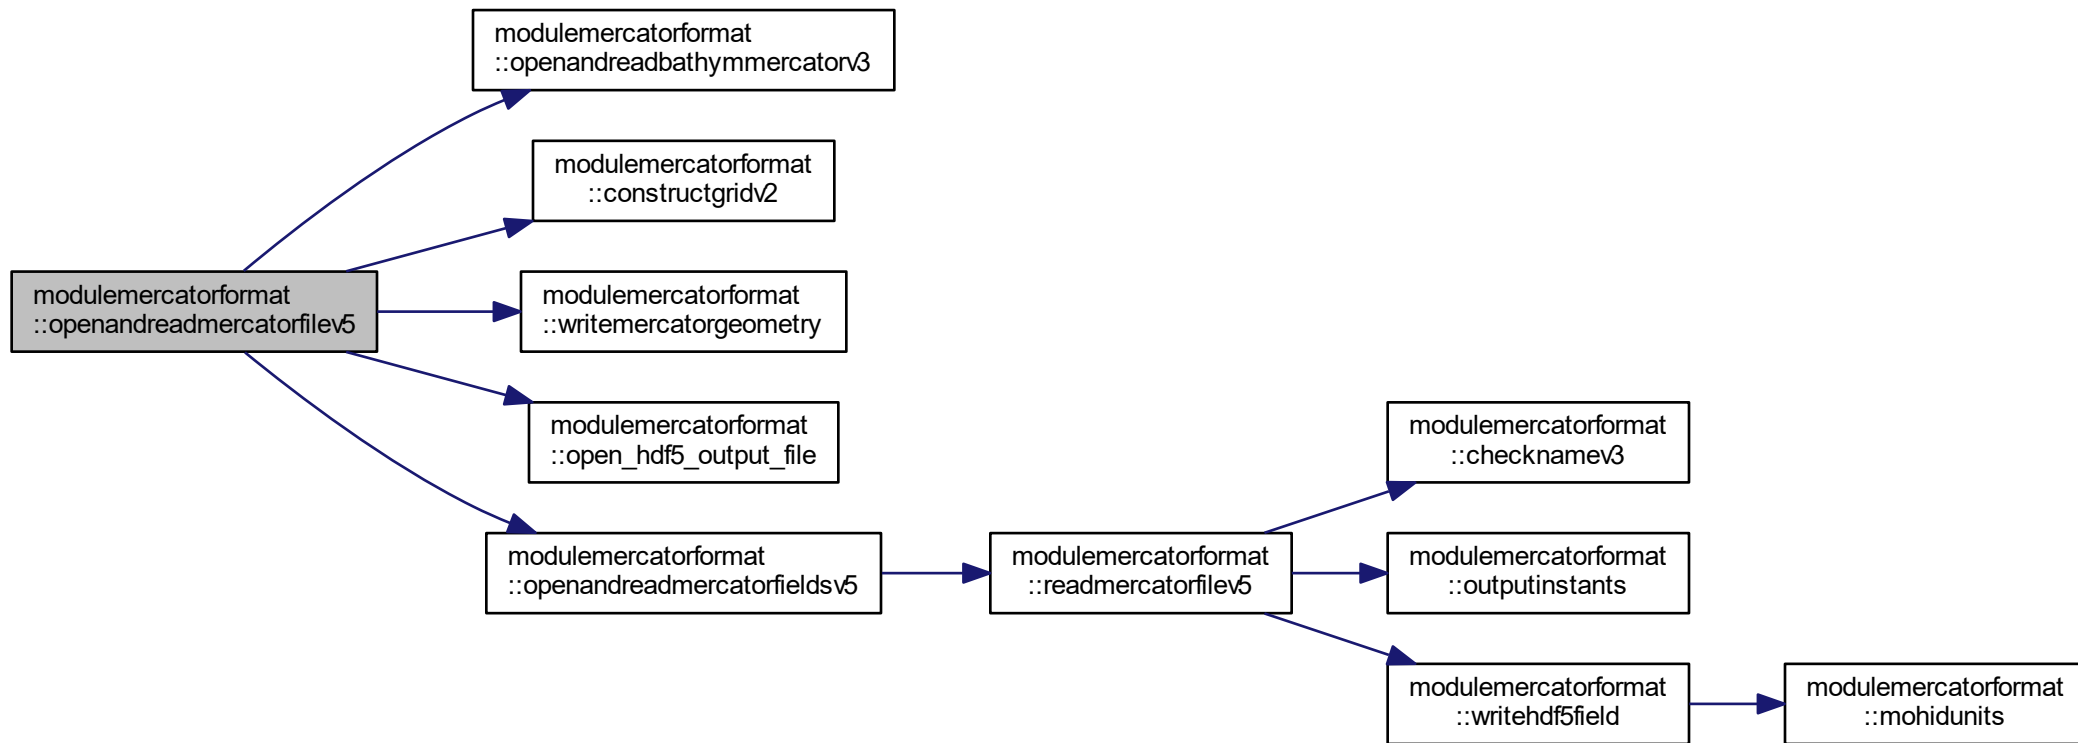 modulemercatorformat
::openandreadbathymmercatorv3
modulemercatorformat
::constructgridv2
modulemercatorformat
::openandreadmercatorfilev5
modulemercatorformat
::writemercatorgeometry
modulemercatorformat
::open_hdf5_output_file
modulemercatorformat
::openandreadmercatorfieldsv5
modulemercatorformat
::readmercatorfilev5
modulemercatorformat
::checknamev3
modulemercatorformat
::outputinstants
modulemercatorformat
::writehdf5field
modulemercatorformat
::mohidunits